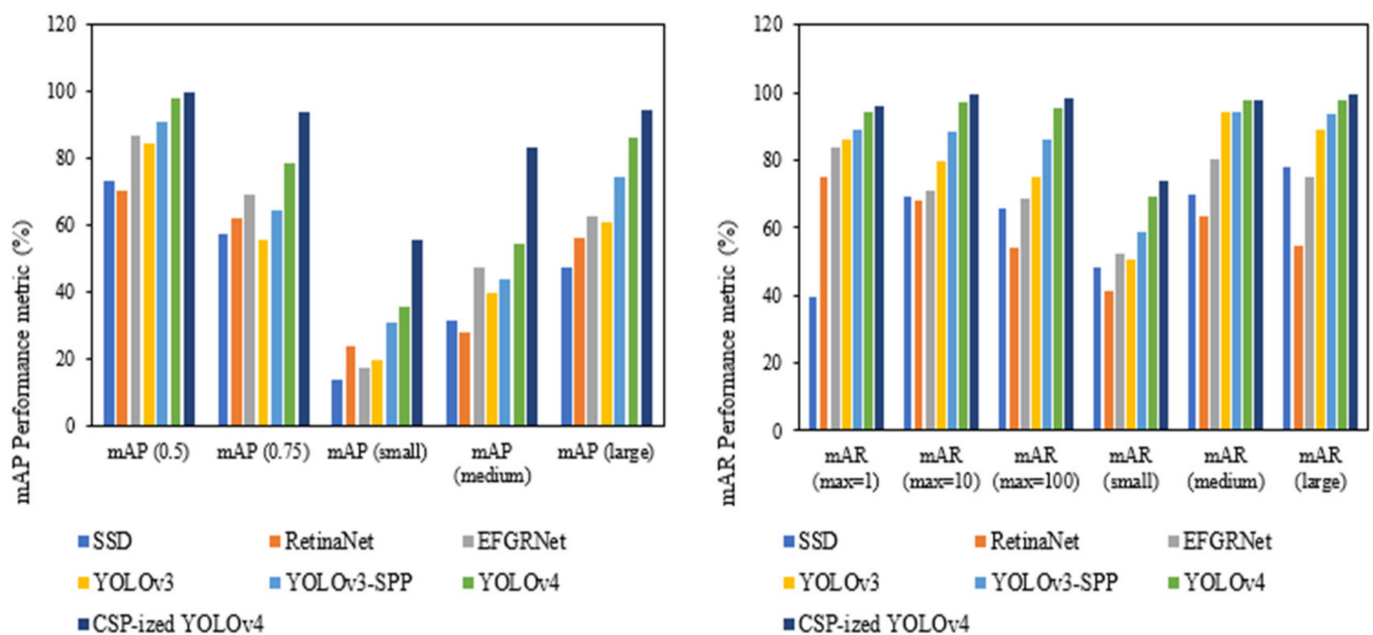 mAP Performance metric (%)
120
100
80
60
40
20
0
mAP (0.5) mAP (0.75) mAP (small) mAP (medium) mAP (large)
SSD RetinaNet EFGRNet
YOLOv3 YOLOv3-SPP YOLOv4
CSP-ized YOLOv4
mAR Performance metric (%)
120
100
80
60
40
20
0
mAR mAR mAR mAR mAR mAR
(max=1) (max=10) (max=100) (small) (medium) (large)
SSD RetinaNet EFGRNet
YOLOv3 YOLOv3-SPP YOLOv4
CSP-ized YOLOv4